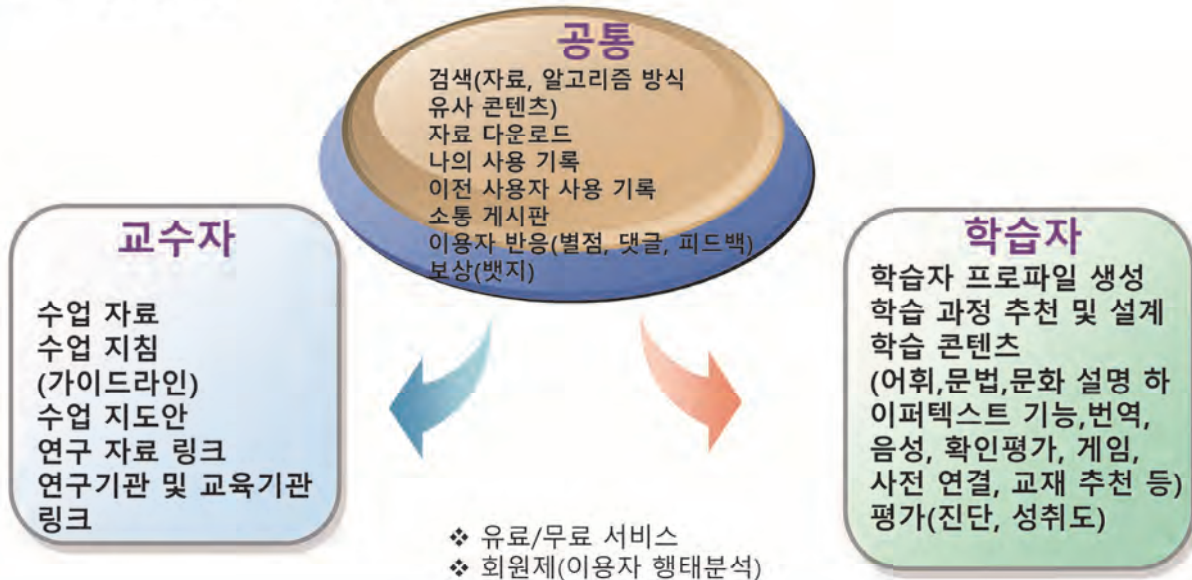 공통
검색(자료, 알고리즘 방식
유사 콘텐츠)
자료 다운로드
나의 사용 기록
이전 사용자 사용 기록
소통 게시판
이용자 반응(별점, 댓글, 피드백)
보상(뱃지)
교수자
수업 자료
수업 지침
(가이드라인)
수업 지도안
연구 자료 링크
연구기관 및 교육기관
링크
학습자
학습자 프로파일 생성
학습 과정 추천 및 설계
학습 콘텐츠
(어휘,문법,문화 설명 하
이퍼텍스트 기능,번역,
음성, 확인평가, 게임,
사전 연결, 교재 추천 등)
평가(진단, 성취도)
❖ 유료/무료 서비스
❖ 회원제(이용자 행태분석)